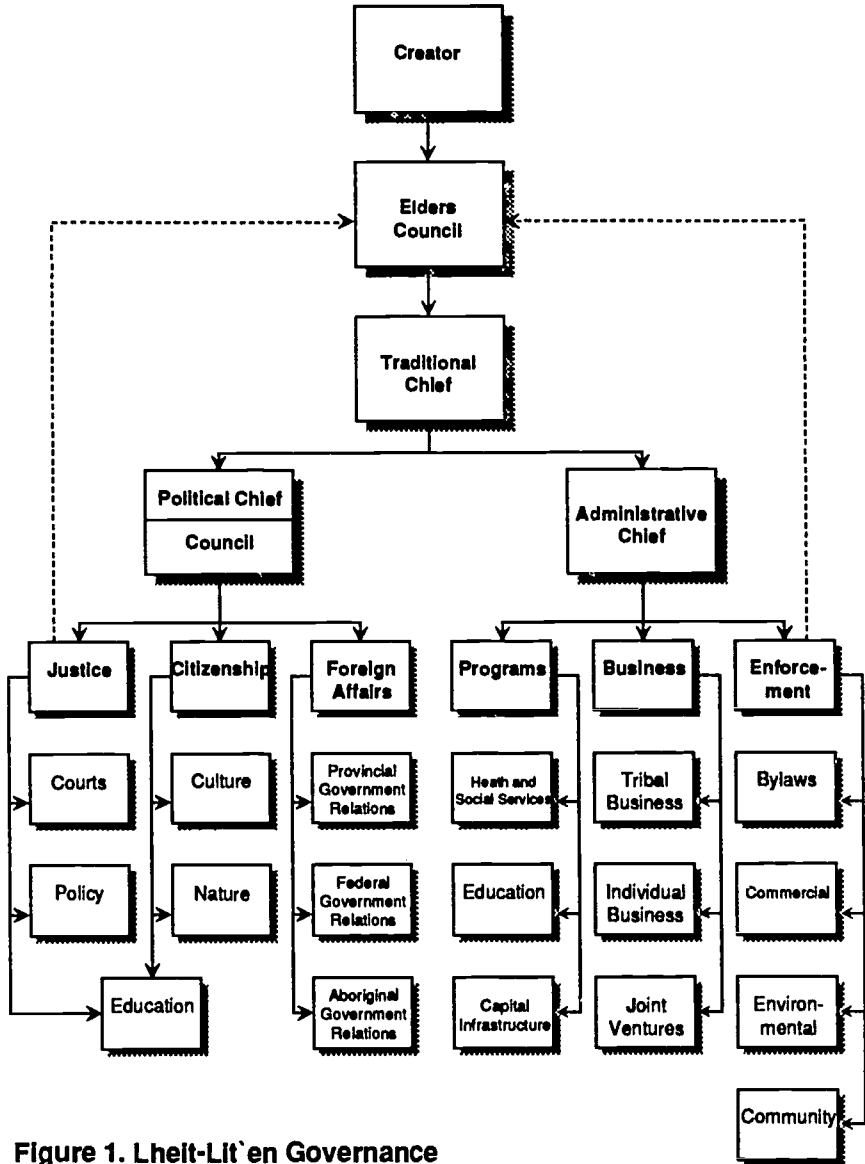 Creator
Elders
Council
Traditional
Chief
Political Chief
Council
Administrative
Chief
Justice
Citizenship
Foreign
Affairs
Programs
Business
Enforce-
ment
Courts
Culture
Provincial
Government
Relations
Heath and
Social Services
Tribal
Business
Bylaws
Policy
Nature
Federal
Government
Relations
Education
Individual
Business
Commercial
Education
Aboriginal
Government
Relations
Capital
Infrastructure
Joint
Ventures
Environ-
mental
Community
Figure 1. Lheit-Lit`en Governance